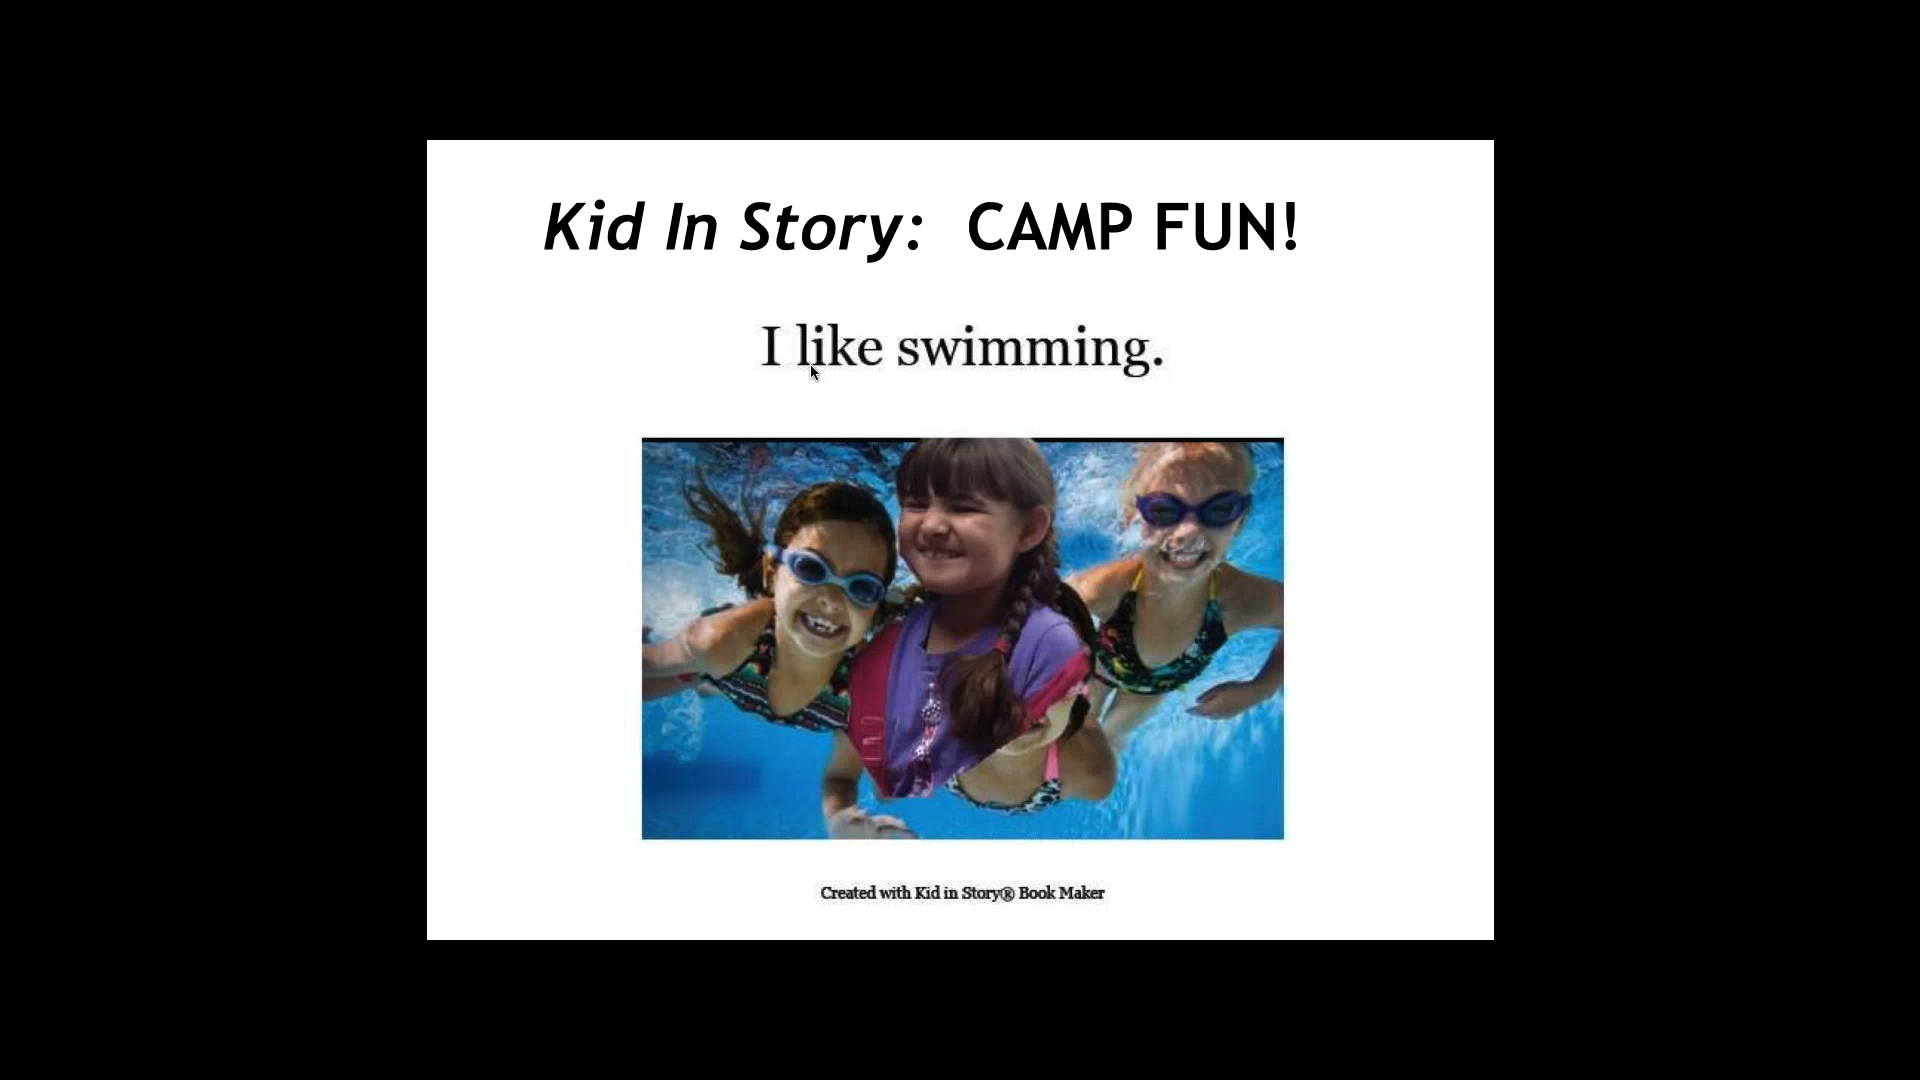 Kid In Story: CAMP FUN!
I like swimming.
Created with Kid in Story® Book Maker